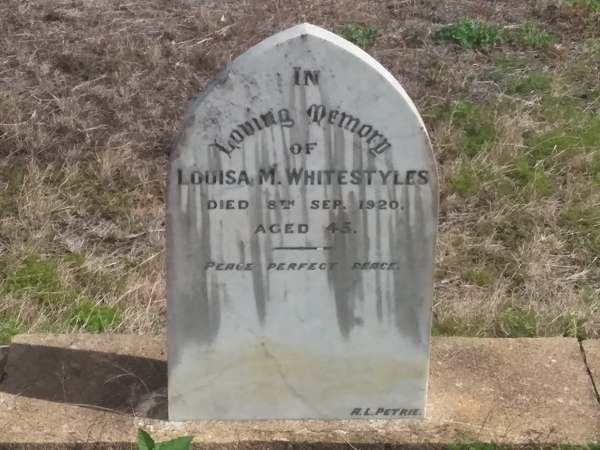 IN
Loving Memory
OF
LOUISA M. WHITESTYLES
DIED 8TH SEP. 1920.
AGED 45.
PEACE PERFECT PEACE.
A.L.PETRIE.